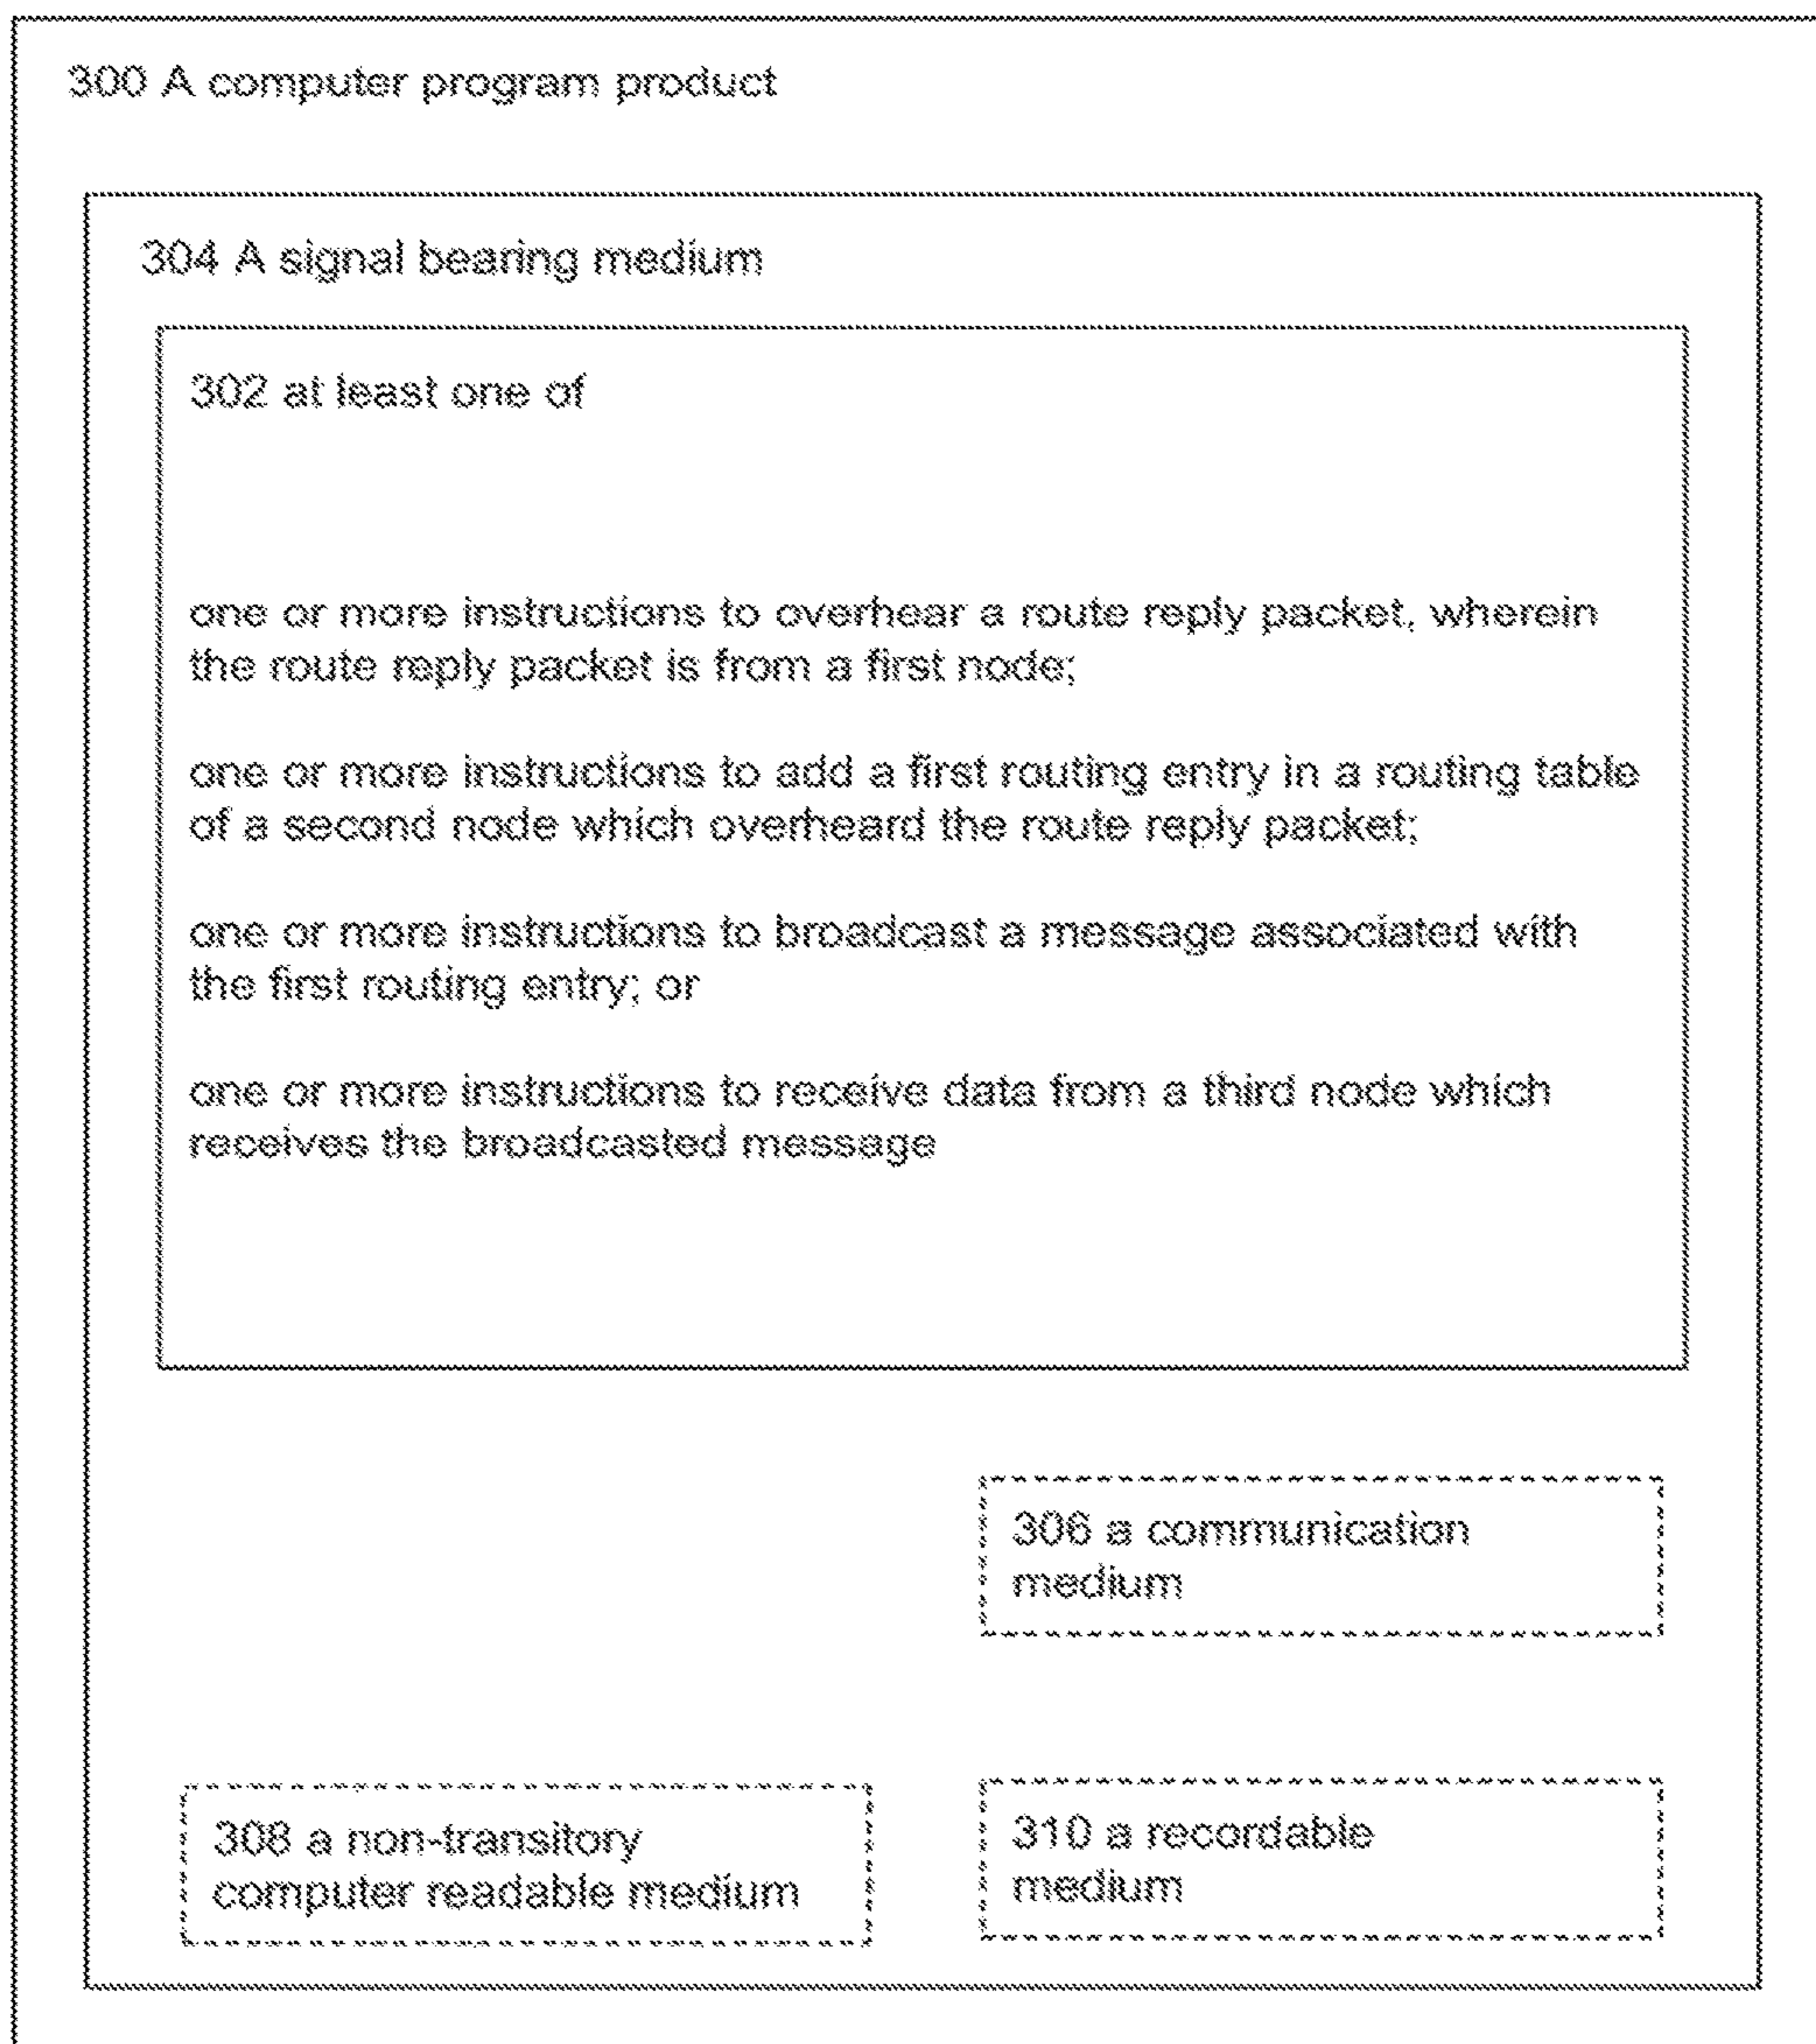 300 A computer program product
304 A signal bearing medium
302 at least one of
one or more instructions to overhear a route reply packet, wherein
the route reply packet is from a first node;
one or more instructions to add a first routing entry in a routing table
of a second node which overheard the route reply packet;
one or more instructions to broadcast a message associated with
the first routing entry; or
one or more instructions to receive data from a third node which
receives the broadcasted message
306 a communication
medium
308 a non-transitory
computer readable medium
310 a recordable
medium